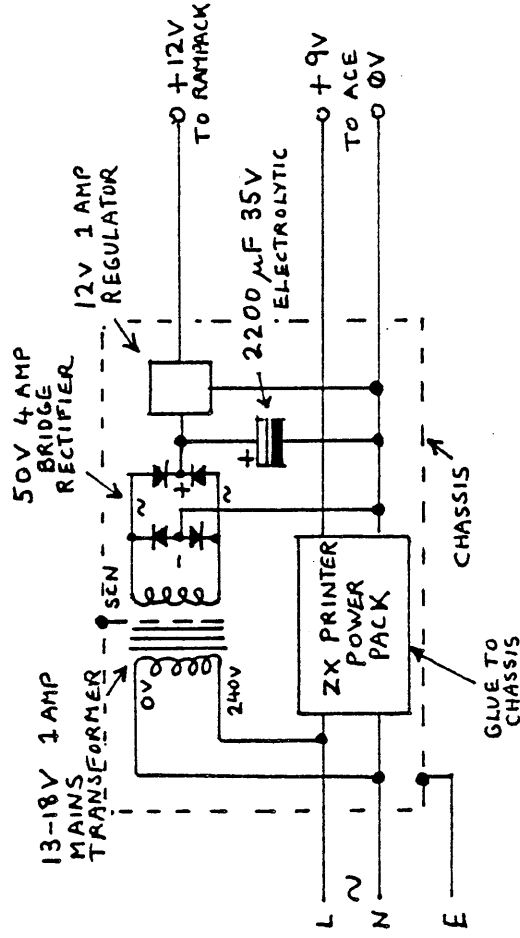 13-18V 1 AMP
MAINS
TRANSFORMER
SEN
50V 4 AMP
BRIDGE
RECTIFIER
12V 1 AMP
REGULATOR
+12V
TO RAMPACK
0V
240V
~
+
-
~
+
2200 µF 35V
ELECTROLYTIC
+9V
TO ACE
0V
ZX PRINTER
POWER
PACK
L
~
N
E
GLUE TO
CHASSIS
CHASSIS